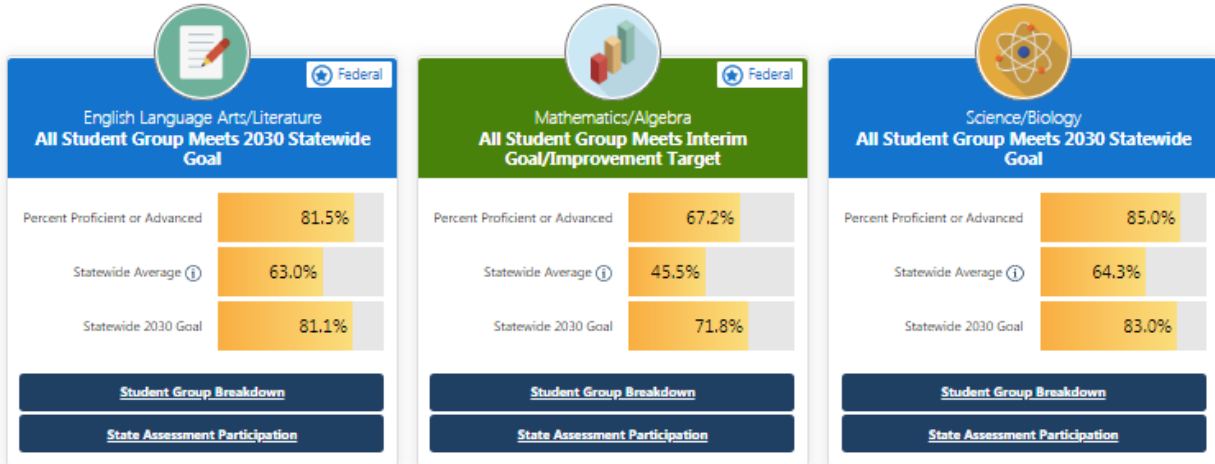 Federal
English Language Arts/Literature
All Student Group Meets 2030 Statewide
Goal
Percent Proficient or Advanced 81.5%
Statewide Average i 63.0%
Statewide 2030 Goal 81.1%
Student Group Breakdown
State Assessment Participation
Federal
Mathematics/Algebra
All Student Group Meets Interim
Goal/Improvement Target
Percent Proficient or Advanced 67.2%
Statewide Average i 45.5%
Statewide 2030 Goal 71.8%
Student Group Breakdown
State Assessment Participation
Science/Biology
All Student Group Meets 2030 Statewide
Goal
Percent Proficient or Advanced 85.0%
Statewide Average i 64.3%
Statewide 2030 Goal 83.0%
Student Group Breakdown
State Assessment Participation